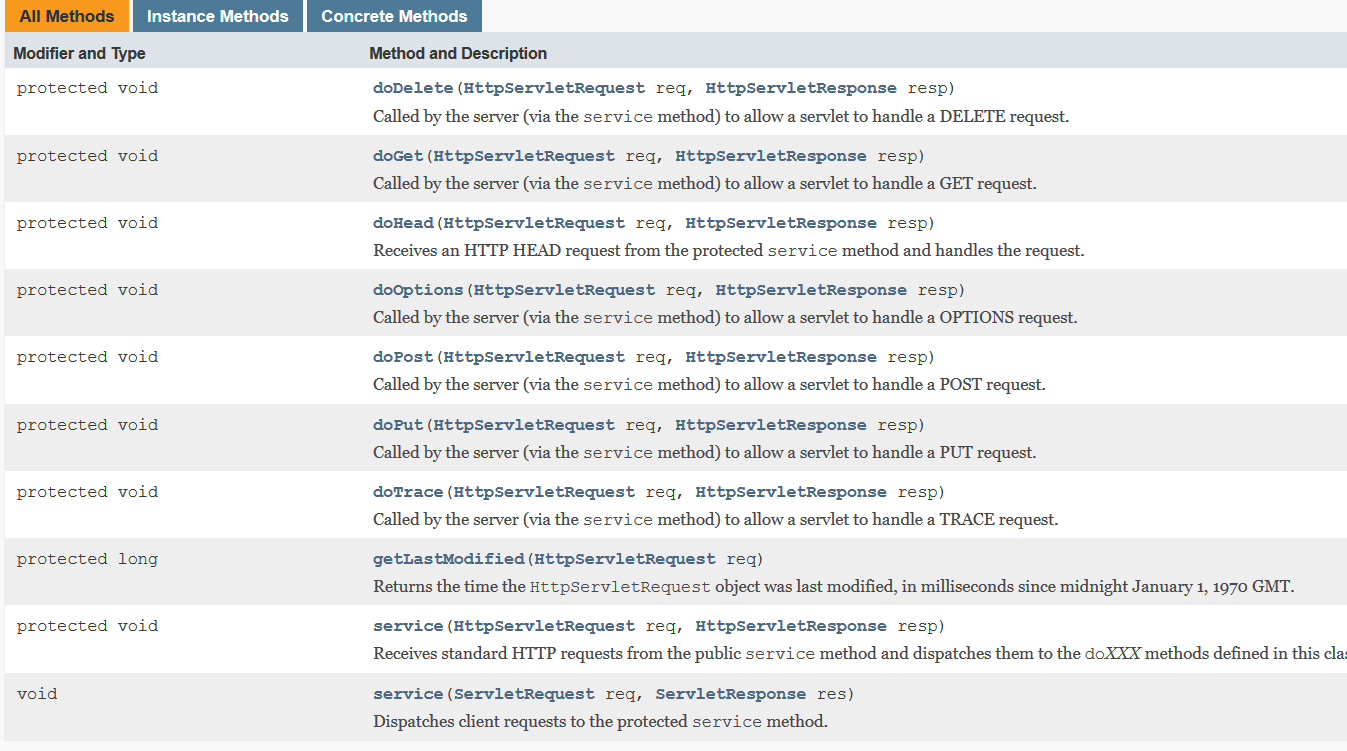 All Methods Instance Methods Concrete Methods
Modifier and Type Method and Description
protected void doDelete(HttpServletRequest req, HttpServletResponse resp)
Called by the server (via the service method) to allow a servlet to handle a DELETE request.
protected void doGet(HttpServletRequest req, HttpServletResponse resp)
Called by the server (via the service method) to allow a servlet to handle a GET request.
protected void doHead(HttpServletRequest req, HttpServletResponse resp)
Receives an HTTP HEAD request from the protected service method and handles the request.
protected void doOptions(HttpServletRequest req, HttpServletResponse resp)
Called by the server (via the service method) to allow a servlet to handle a OPTIONS request.
protected void doPost(HttpServletRequest req, HttpServletResponse resp)
Called by the server (via the service method) to allow a servlet to handle a POST request.
protected void doPut(HttpServletRequest req, HttpServletResponse resp)
Called by the server (via the service method) to allow a servlet to handle a PUT request.
protected void doTrace(HttpServletRequest req, HttpServletResponse resp)
Called by the server (via the service method) to allow a servlet to handle a TRACE request.
protected long getLastModified(HttpServletRequest req)
Returns the time the HttpServletRequest object was last modified, in milliseconds since midnight January 1, 1970 GMT.
protected void service(HttpServletRequest req, HttpServletResponse resp)
Receives standard HTTP requests from the public service method and dispatches them to the doXXX methods defined in this
void service(ServletRequest req, ServletResponse res)
Dispatches client requests to the protected service method.